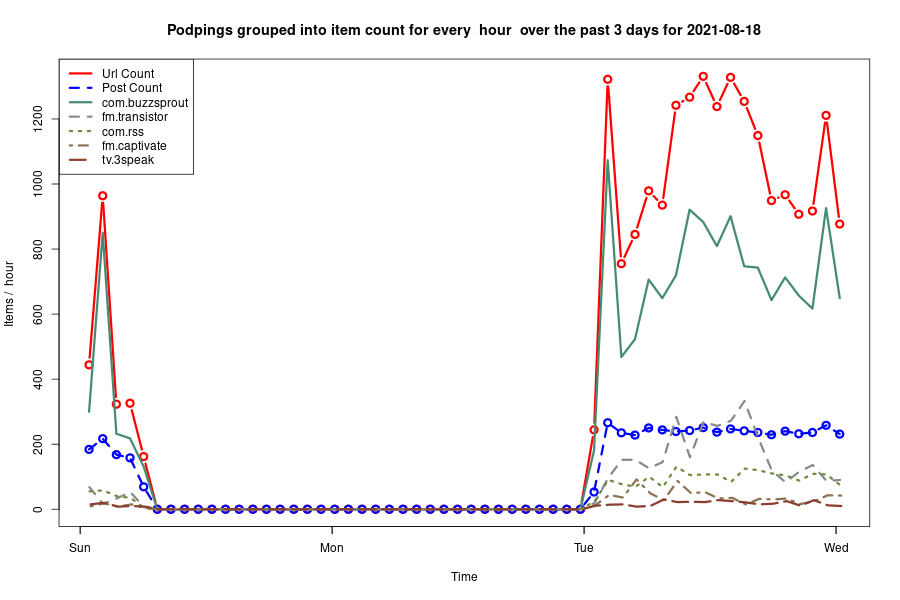 Podpings grouped into item count for every  hour  over the past 3 days for 2021-08-18
Url Count
Post Count
com.buzzsprout
fm.transistor
com.rss
fm.captivate
tv.3speak
Items /  hour
1200
1000
800
600
400
200
0
Sun Mon Tue Wed
Time